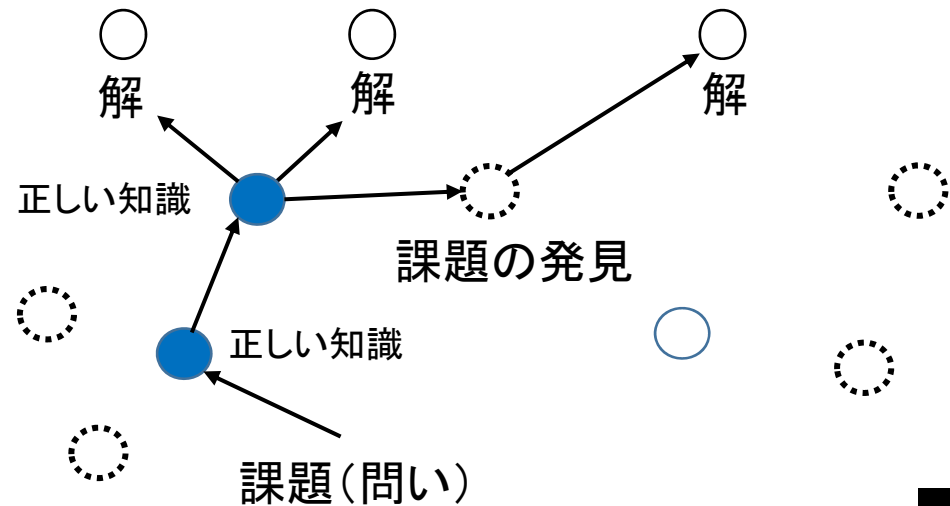 解
解
解
正しい知識
課題の発見
正しい知識
課題（問い）